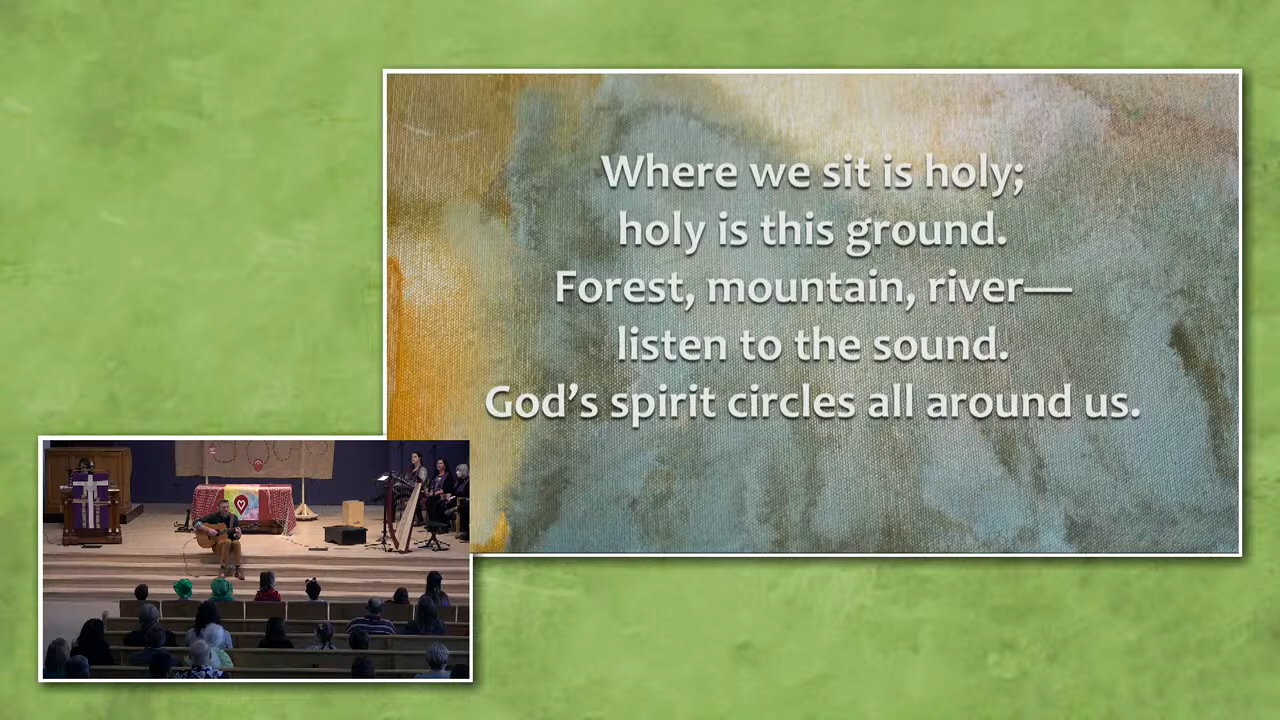 Where we sit is holy;
holy is this ground.
Forest, mountain, river—
listen to the sound.
God’s spirit circles all around us.